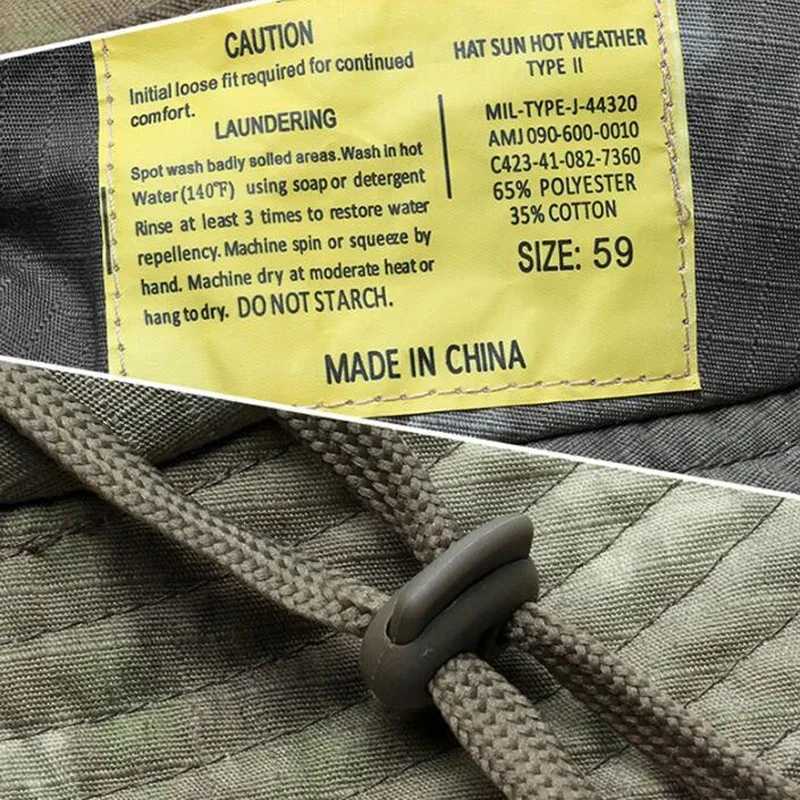 CAUTION
Initial loose fit required for continued
comfort.
LAUNDERING
Spot wash badly soiled areas.Wash in hot
Water(140℉) using soap or detergent
Rinse at least 3 times to restore water
repellency. Machine spin or squeeze by
hand. Machine dry at moderate heat or
hang to dry. DO NOT STARCH.
HAT SUN HOT WEATHER
TYPE II
MIL-TYPE-J-44320
AMJ 090-600-0010
C423-41-082-7360
65% POLYESTER
35% COTTON
SIZE: 59
MADE IN CHINA